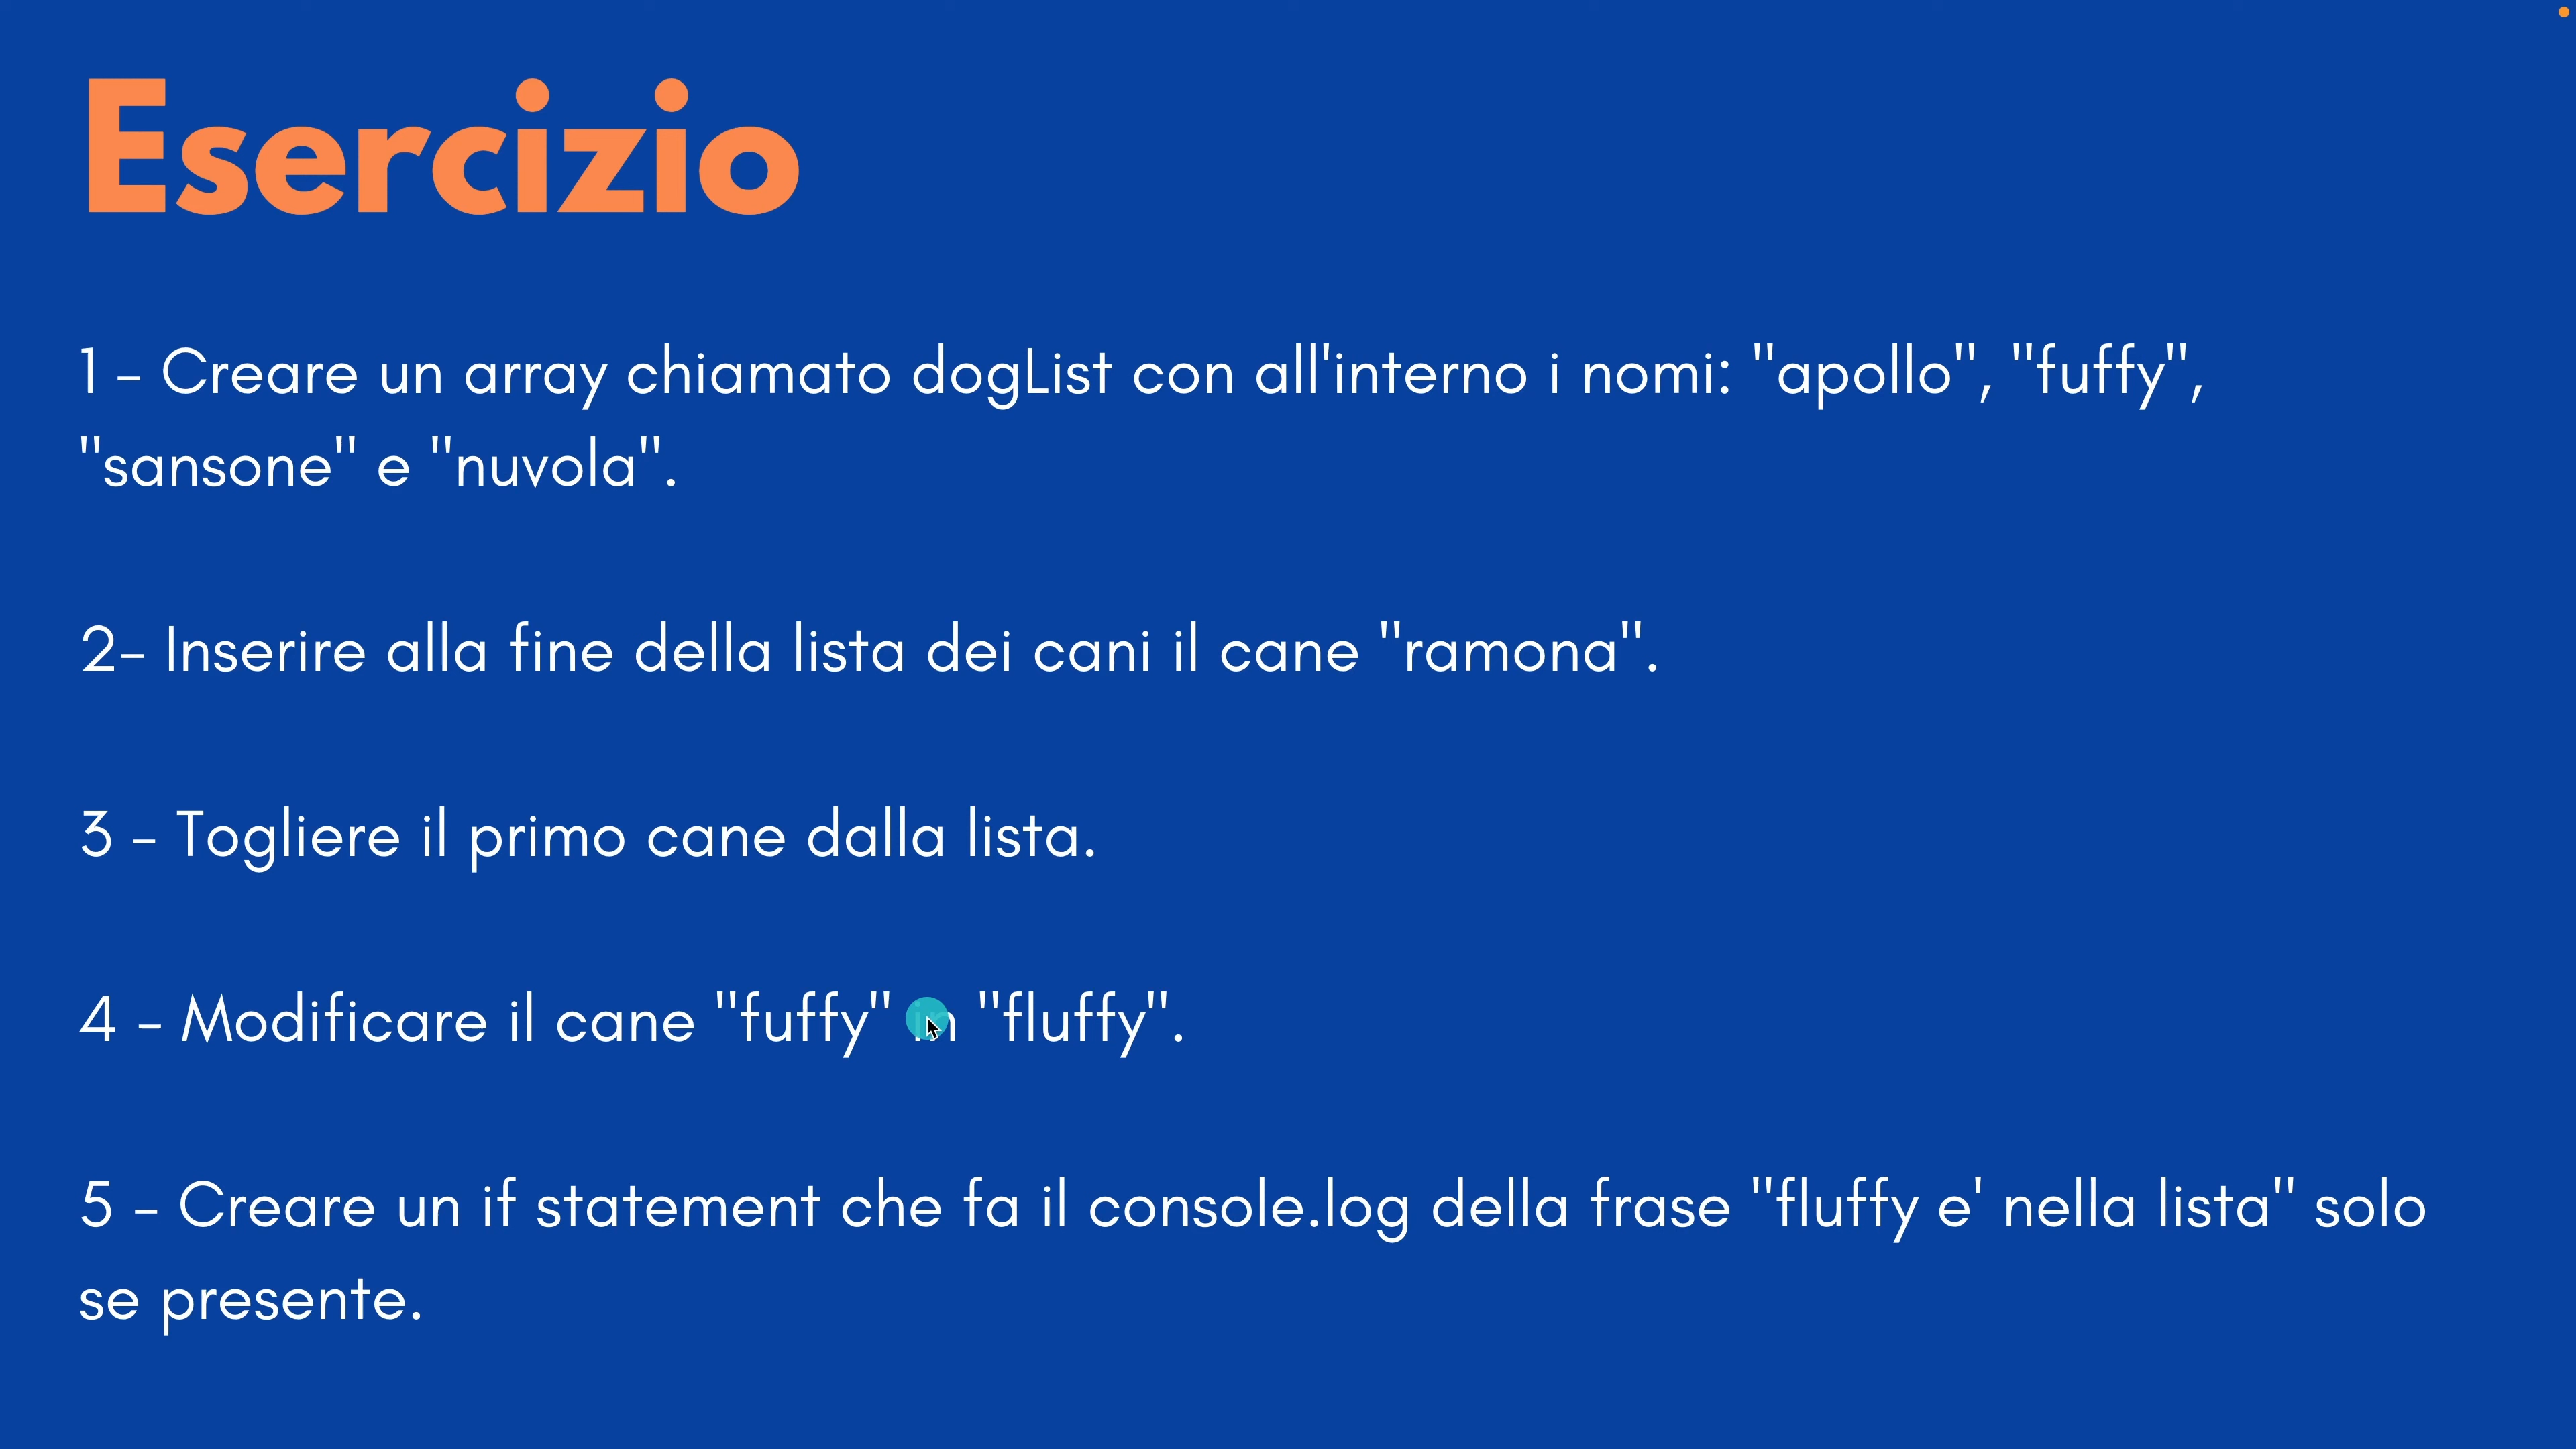 Esercizio
1 - Creare un array chiamato dogList con all'interno i nomi: "apollo", "fuffy",
"sansone" e "nuvola".
2- Inserire alla fine della lista dei cani il cane "ramona".
3 - Togliere il primo cane dalla lista.
4 - Modificare il cane "fuffy" in "fluffy".
5 - Creare un if statement che fa il console.log della frase "fluffy e' nella lista" solo
se presente.